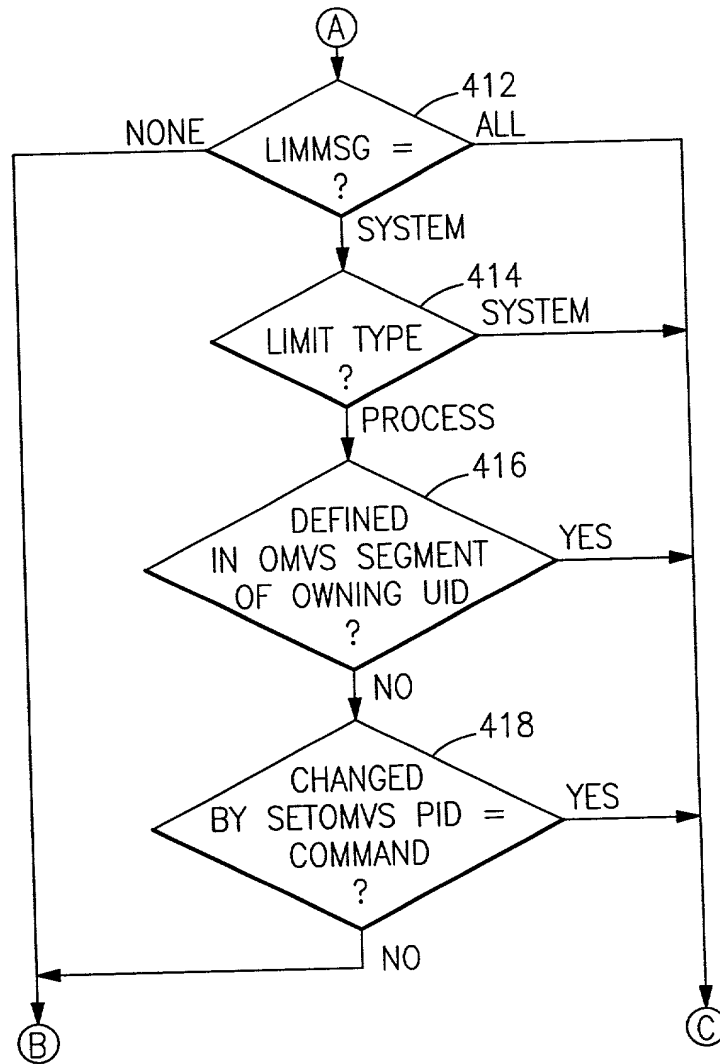 A
412
NONE
ALL
LIMMSG =
?
SYSTEM
414
SYSTEM
LIMIT TYPE
?
PROCESS
416
DEFINED
IN OMVS SEGMENT
OF OWNING UID
?
YES
NO
418
CHANGED
BY SETOMVS PID =
COMMAND
?
YES
NO
B
C